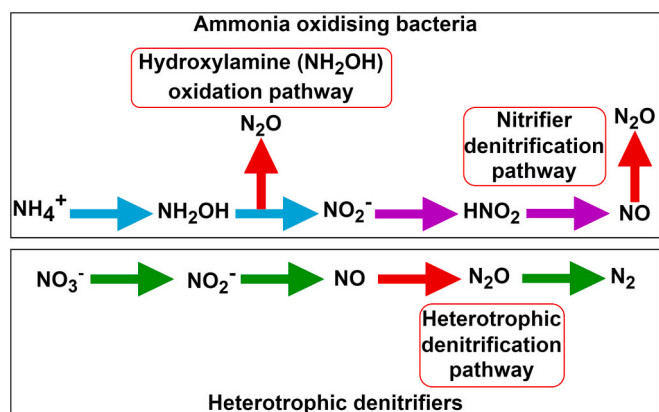 Ammonia oxidising bacteria
Hydroxylamine (NH₂OH)
oxidation pathway
N₂O
Nitrifier
denitrification
pathway
N₂O
NH₄⁺ NH₂OH NO₂⁻ HNO₂ NO
NO₃⁻ NO₂⁻ NO N₂O N₂
Heterotrophic
denitrification
pathway
Heterotrophic denitrifiers